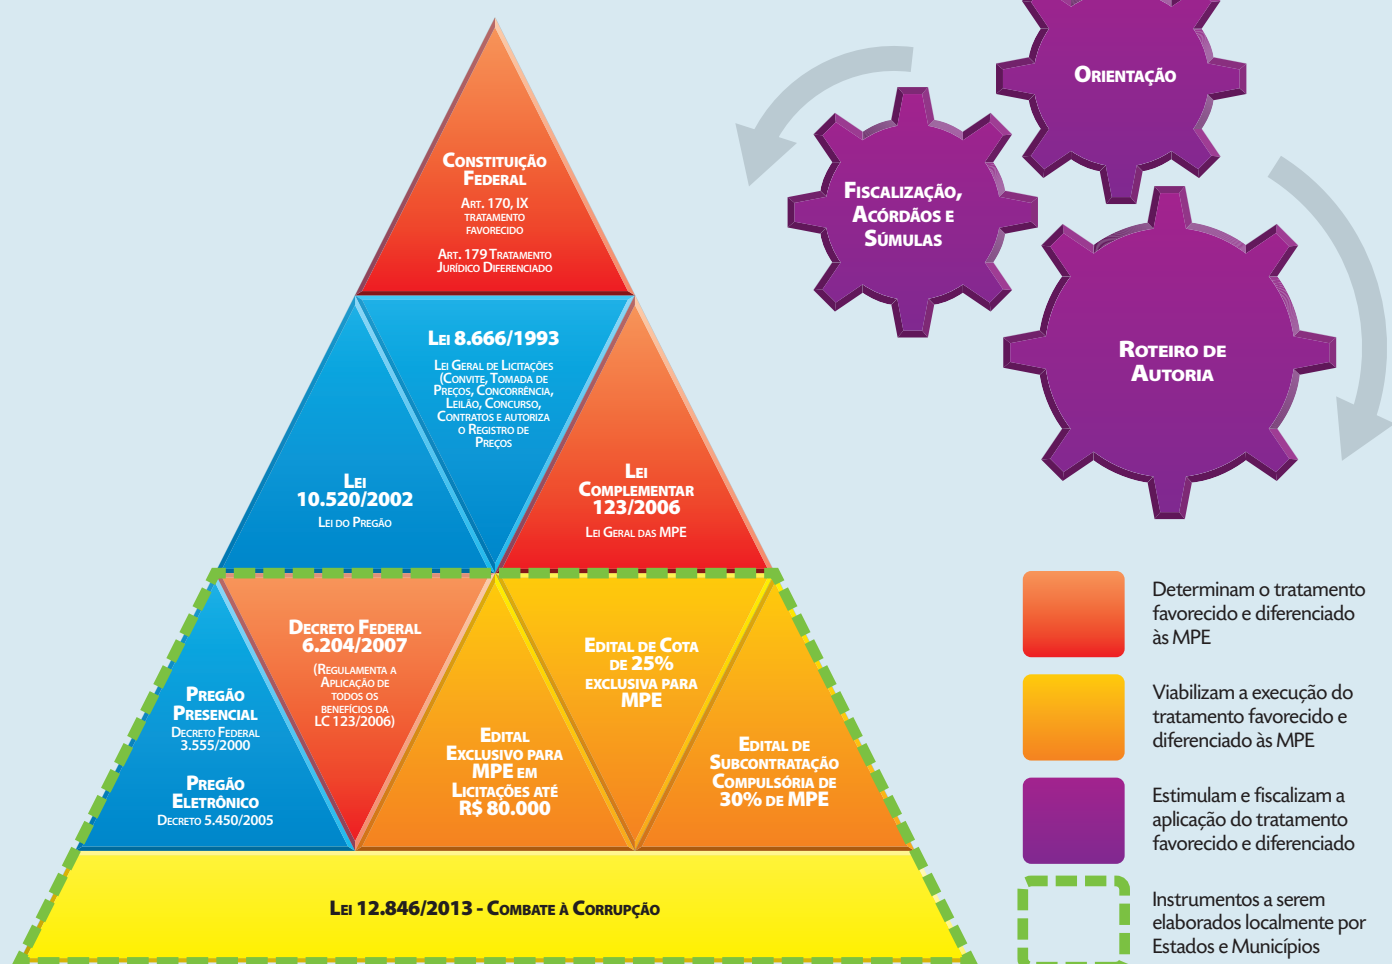 Constituição
Federal
Art. 170, IX
tratamento
favorecido
Art. 179 Tratamento
Jurídico Diferenciado
Lei 8.666/1993
Lei Geral de Licitações
(Convite, Tomada de
Preços, Concorrência,
Leilão, Concurso,
Contratos e autoriza
o Registro de
Preços
Lei
10.520/2002
Lei do Pregão
Lei
Complementar
123/2006
Lei Geral das MPE
Pregão
Presencial
Decreto Federal
3.555/2000
Pregão
Eletrônico
Decreto 5.450/2005
Decreto Federal
6.204/2007
(Regulamenta a
Aplicação de
todos os
benefícios da
LC 123/2006)
Edital
Exclusivo para
MPE em
Licitações até
R$ 80.000
Edital de Cota
de 25%
exclusiva para
MPE
Edital de
Subcontratação
Compulsória de
30% de MPE
Lei 12.846/2013 - Combate à Corrupção
Orientação
Fiscalização,
Acórdãos e
Súmulas
Roteiro de
Autoria
Determinam o tratamento
favorecido e diferenciado
às MPE
Viabilizam a execução do
tratamento favorecido e
diferenciado às MPE
Estimulam e fiscalizam a
aplicação do tratamento
favorecido e diferenciado
Instrumentos a serem
elaborados localmente por
Estados e Municípios